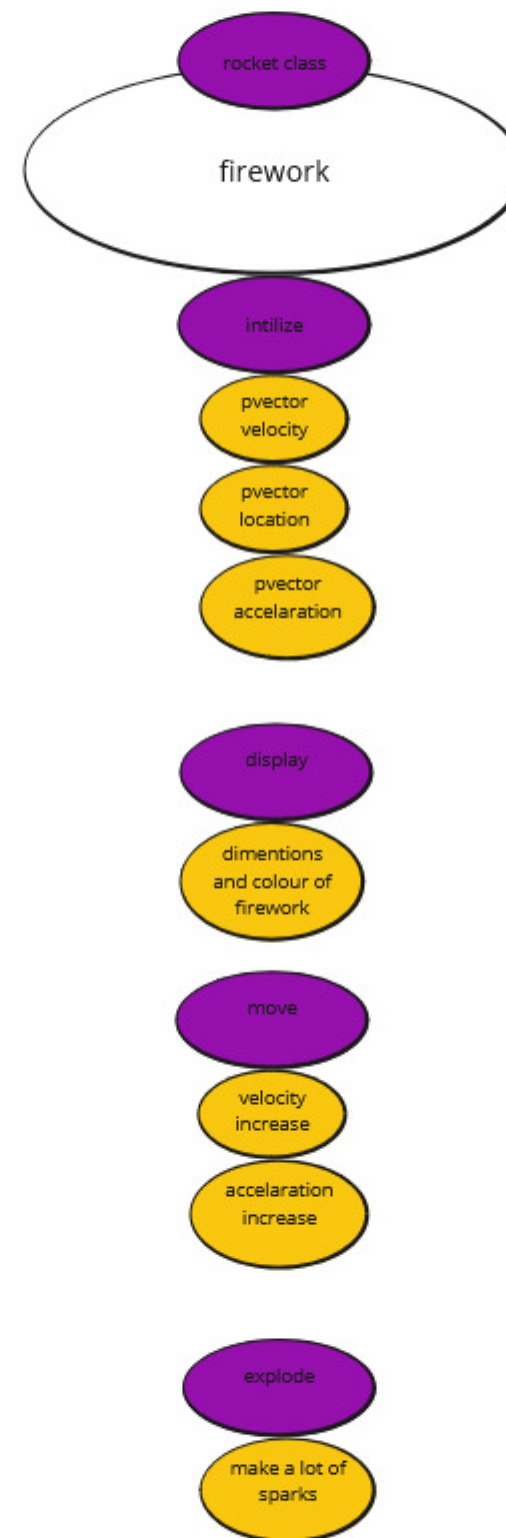 rocket class
firework
intilize
pvector
velocity
pvector
location
pvector
accelaration
display
dimentions
and colour of
firework
move
velocity
increase
accelaration
increase
explode
make a lot of
sparks